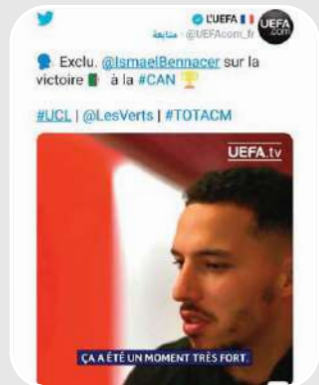 L'UEFA 🇫🇷
@UEFAcom_fr · متابعة
UEFA
.com
🗣 Exclu. @IsmaelBennacer sur la
victoire 🇩🇿 à la #CAN 🏆
#UCL | @LesVerts | #TOTACM
UEFA.tv
ÇA A ÉTÉ UN MOMENT TRÈS FORT.